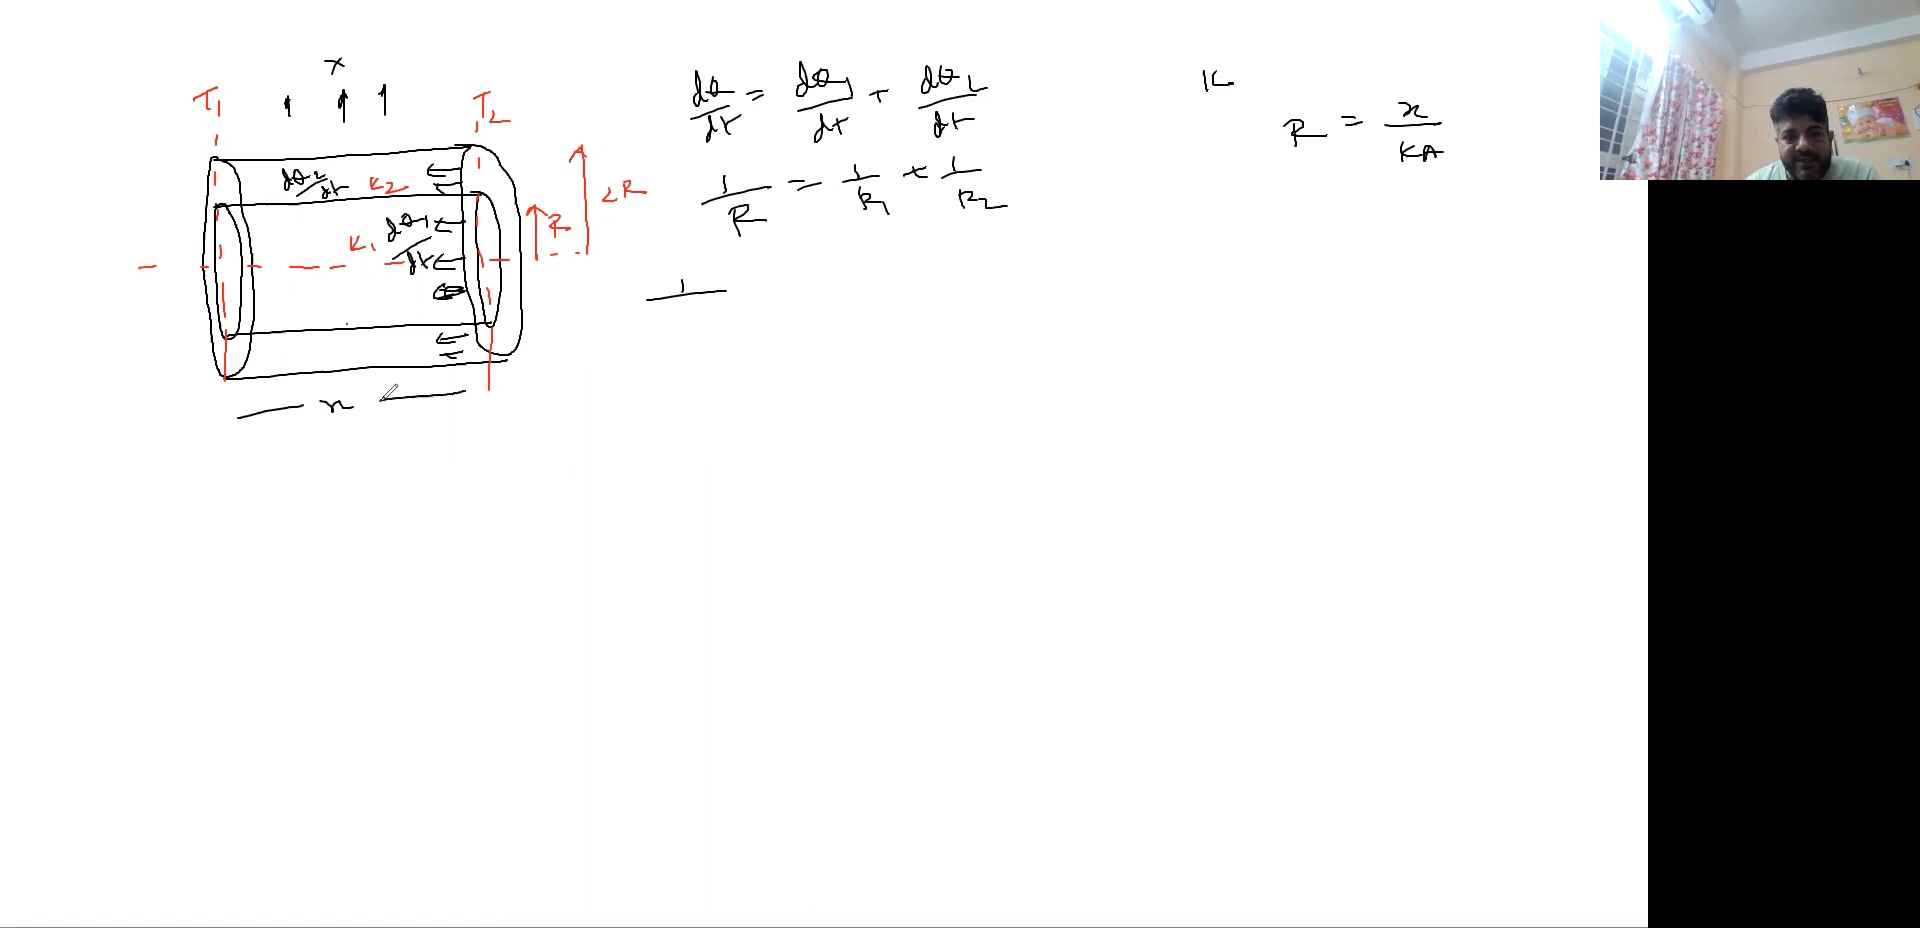 x
T₁ T₂
dθ₂/dt K₂
K₁ dθ₁/dt
R 2R
x
dθ/dt = dθ₁/dt + dθ₂/dt
1/R = 1/R₁ + 1/R₂
1
K
R = x/KA